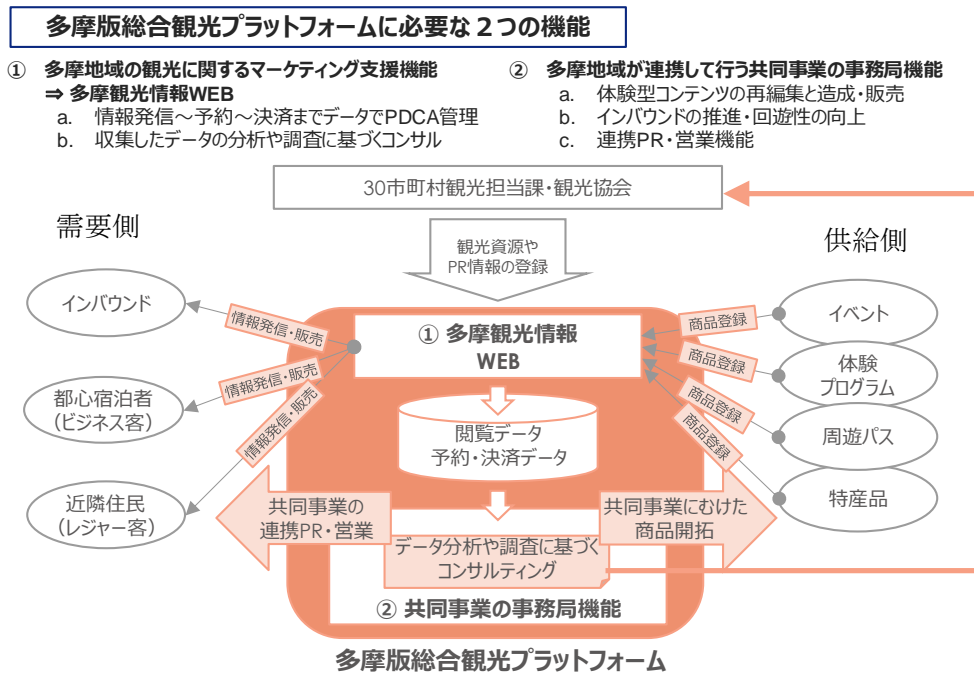 多摩版総合観光プラットフォームに必要な２つの機能
① 多摩地域の観光に関するマーケティング支援機能
⇒ 多摩観光情報WEB
a. 情報発信～予約～決済までデータでPDCA管理
b. 収集したデータの分析や調査に基づくコンサル
② 多摩地域が連携して行う共同事業の事務局機能
a. 体験型コンテンツの再編集と造成・販売
b. インバウンドの推進・回遊性の向上
c. 連携PR・営業機能
30市町村観光担当課・観光協会
需要側
観光資源や
PR情報の登録
供給側
インバウンド
情報発信・販売
① 多摩観光情報
WEB
商品登録
イベント
都心宿泊者
（ビジネス客）
情報発信・販売
商品登録
体験
プログラム
情報発信・販売
閲覧データ
予約・決済データ
商品登録
周遊パス
近隣住民
（レジャー客）
商品登録
特産品
共同事業の
連携PR・営業
共同事業にむけた
商品開拓
データ分析や調査に基づく
コンサルティング
② 共同事業の事務局機能
多摩版総合観光プラットフォーム